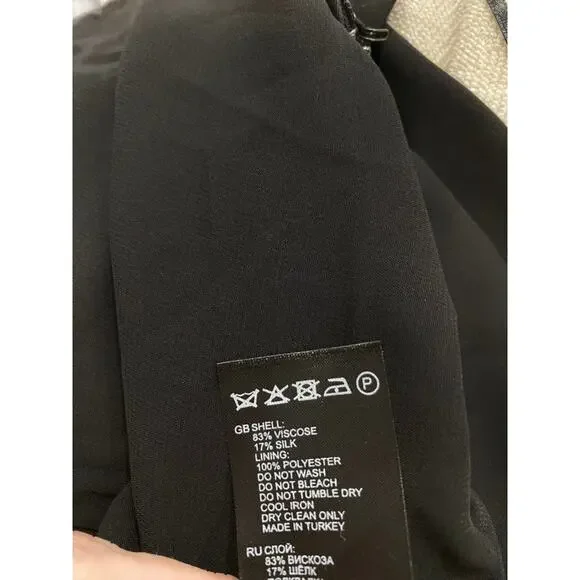 P
GB SHELL:
83% VISCOSE
17% SILK
LINING:
100% POLYESTER
DO NOT WASH
DO NOT BLEACH
DO NOT TUMBLE DRY
COOL IRON
DRY CLEAN ONLY
MADE IN TURKEY
RU СЛОЙ:
83% ВИСКОЗА
17% ШЁЛК